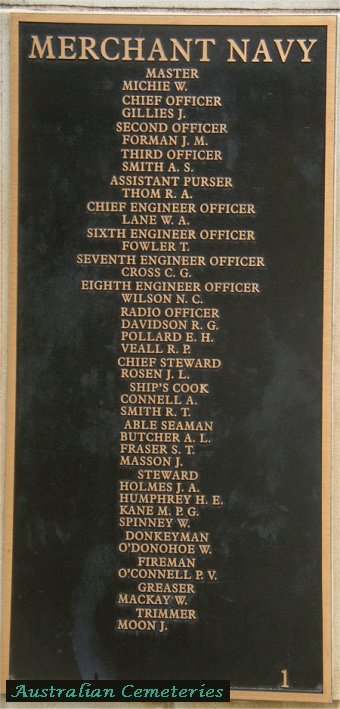 MERCHANT NAVY
MASTER
MICHIE W.
CHIEF OFFICER
GILLIES J.
SECOND OFFICER
FORMAN J. M.
THIRD OFFICER
SMITH A. S.
ASSISTANT PURSER
THOM R. A.
CHIEF ENGINEER OFFICER
LANE W. A.
SIXTH ENGINEER OFFICER
FOWLER T.
SEVENTH ENGINEER OFFICER
CROSS C. G.
EIGHTH ENGINEER OFFICER
WILSON N. C.
RADIO OFFICER
DAVIDSON R. G.
POLLARD E. H.
VEALL R. P.
CHIEF STEWARD
ROSEN J. L.
SHIP'S COOK
CONNELL A.
SMITH R. T.
ABLE SEAMAN
BUTCHER A. L.
FRASER S. T.
MASSON J.
STEWARD
HOLMES J. A.
HUMPHREY H. E.
KANE M. P. G.
SPINNEY W.
DONKEYMAN
O'DONOHOE W.
FIREMAN
O'CONNELL P. V.
GREASER
MACKAY W.
TRIMMER
MOON J.
1
Australian Cemeteries